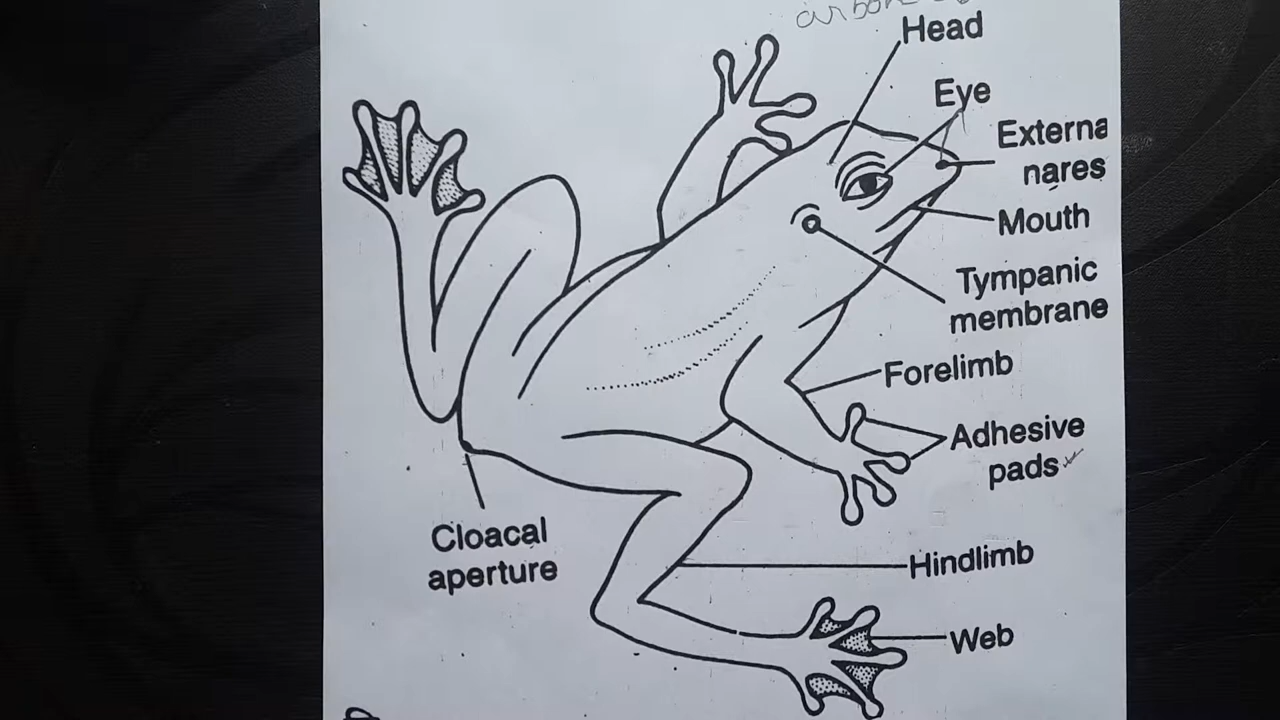 Head
Eye
Externa
nares
Mouth
Tympanic
membrane
Forelimb
Adhesive
pads
Cloacal
aperture
Hindlimb
Web